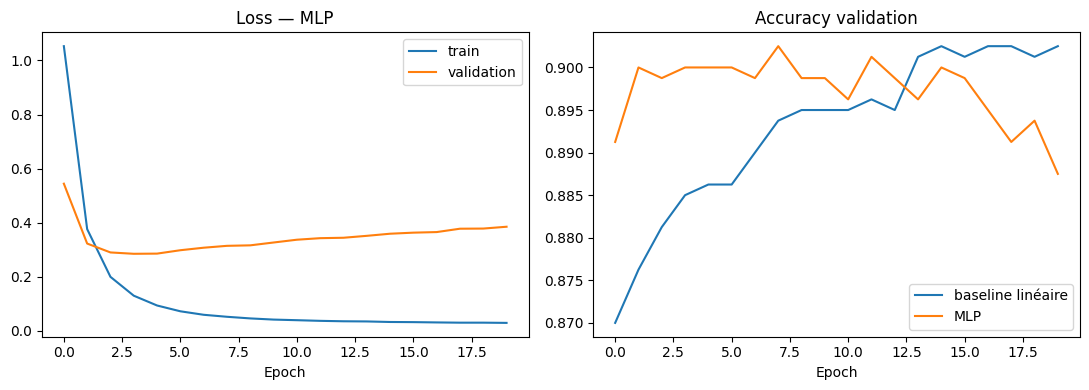 Loss — MLP
train
validation
1.0
0.8
0.6
0.4
0.2
0.0
0.0 2.5 5.0 7.5 10.0 12.5 15.0 17.5
Epoch
Accuracy validation
0.900
0.895
0.890
0.885
0.880
0.875
0.870
baseline linéaire
MLP
0.0 2.5 5.0 7.5 10.0 12.5 15.0 17.5
Epoch